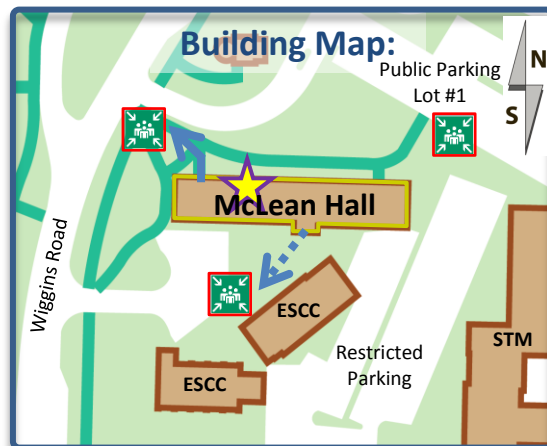 Building Map:
N
S
Public Parking
Lot #1
McLean Hall
Wiggins Road
ESCC
STM
Restricted
Parking
ESCC